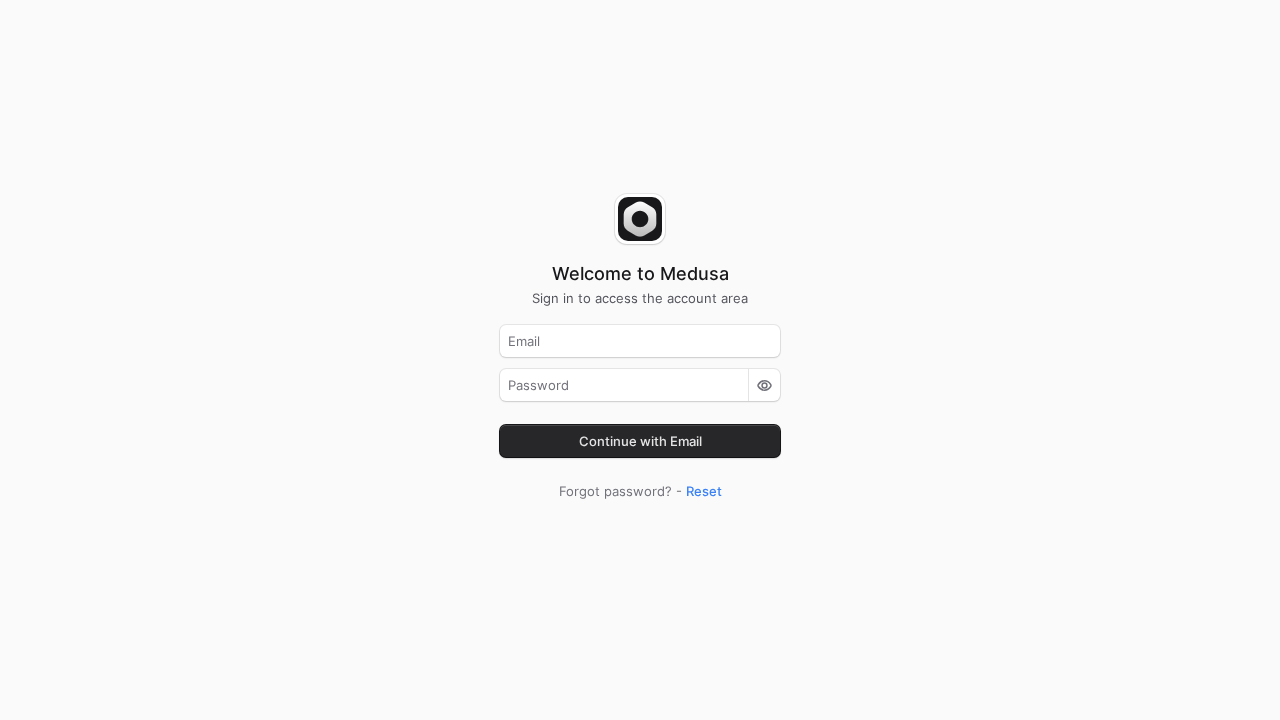 Welcome to Medusa
Sign in to access the account area
Email
Password
Continue with Email
Forgot password? - Reset